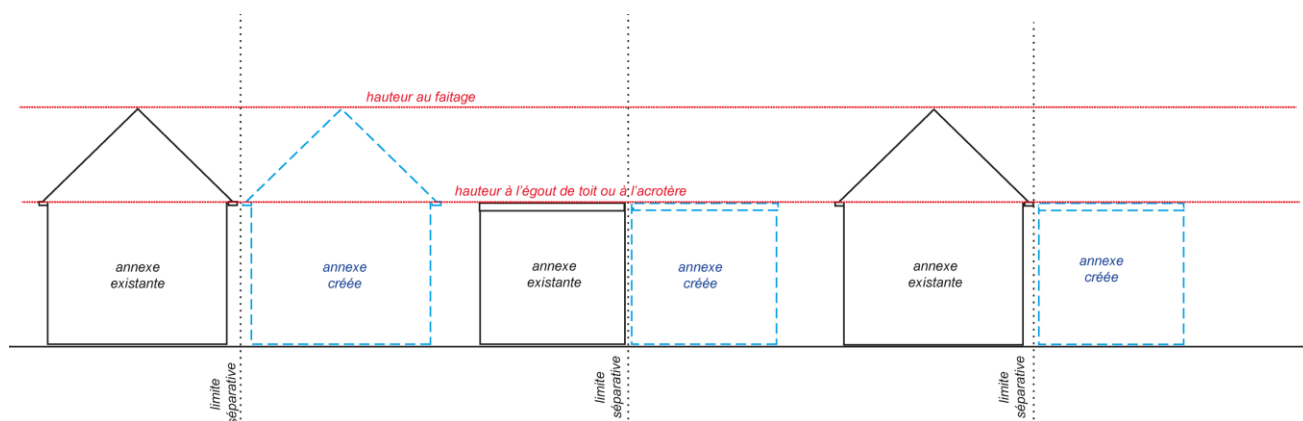 hauteur au faitage
hauteur à l'égout de toit ou à l'acrotère
annexe
existante
annexe
créée
annexe
existante
annexe
créée
annexe
existante
annexe
créée
limite
séparative
limite
séparative
limite
séparative